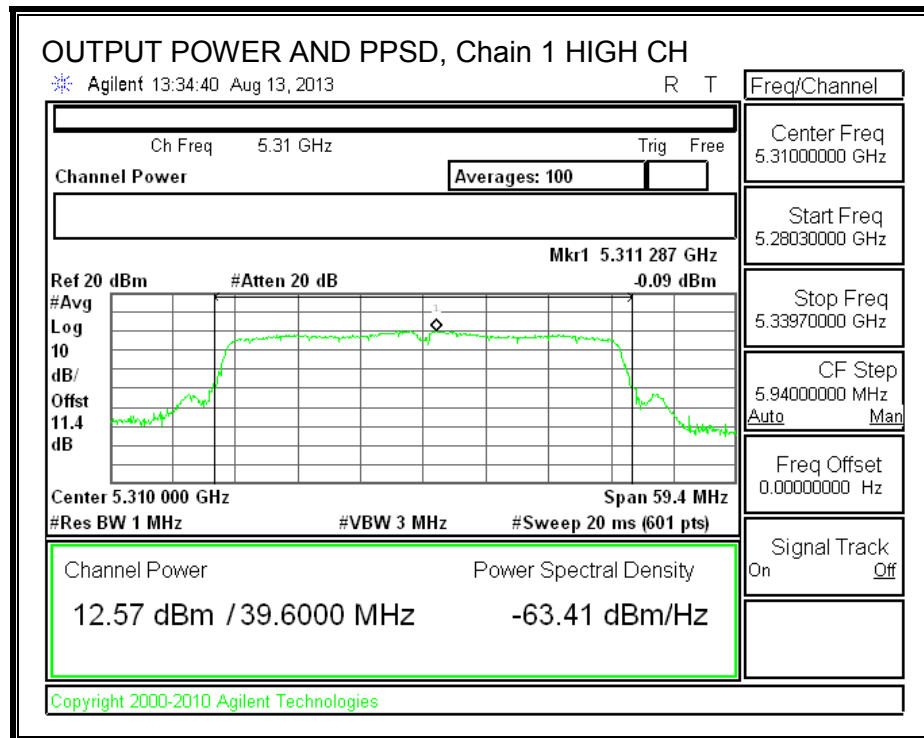 OUTPUT POWER AND PPSD, Chain 1 HIGH CH
Agilent 13:34:40 Aug 13, 2013 R T
Freq/Channel
Ch Freq 5.31 GHz Trig Free
Channel Power Averages: 100
Mkr1 5.311 287 GHz
Ref 20 dBm #Atten 20 dB -0.09 dBm
#Avg
Log
10
dB/
Offst
11.4
dB
1
Center 5.310 000 GHz Span 59.4 MHz
#Res BW 1 MHz #VBW 3 MHz #Sweep 20 ms (601 pts)
Channel Power Power Spectral Density
12.57 dBm / 39.6000 MHz -63.41 dBm/Hz
Center Freq
5.31000000 GHz
Start Freq
5.28030000 GHz
Stop Freq
5.33970000 GHz
CF Step
5.94000000 MHz
Auto Man
Freq Offset
0.00000000 Hz
Signal Track
On Off
Copyright 2000-2010 Agilent Technologies